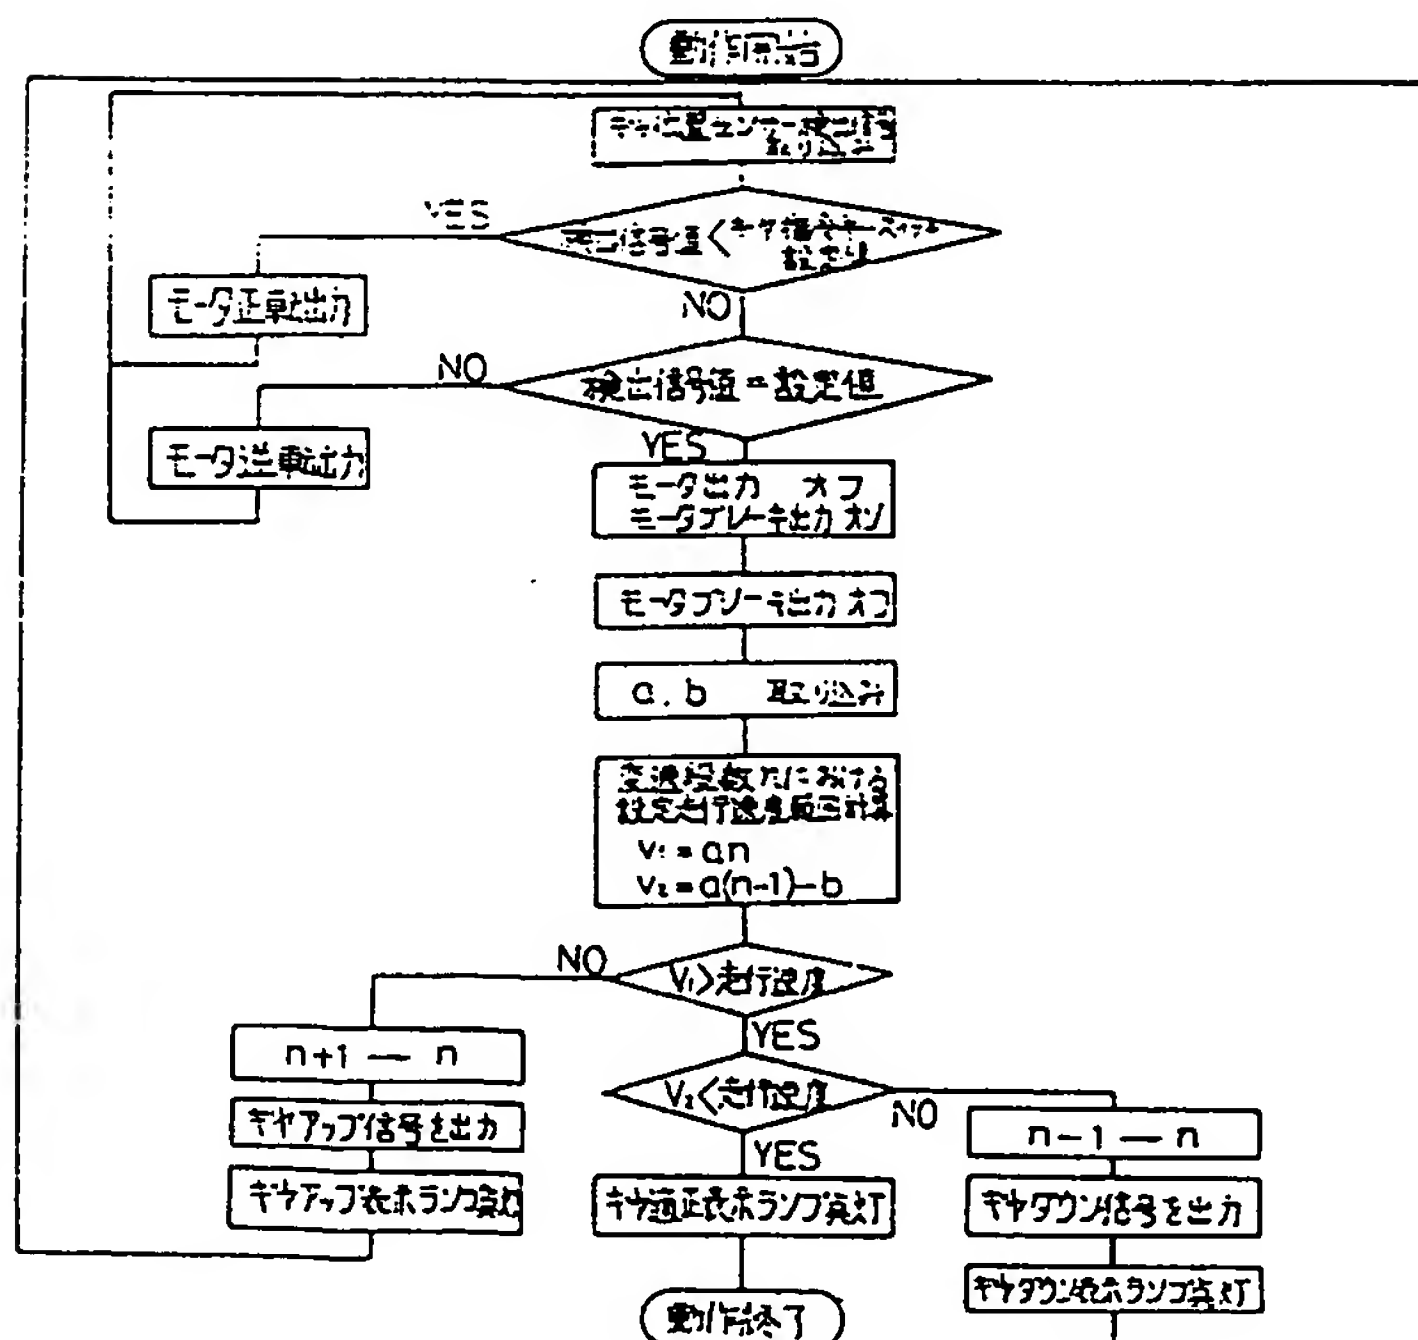 動作開始
ギヤ位置センサー検出信号
取り込み
YES
検出信号値<ギヤ指令キースイッチ
設定値
モータ正転出力
NO
NO
検出信号値=設定値
モータ逆転出力
YES
モータ出力 オフ
モータブレーキ出力 オン
モータブレーキ出力 オフ
a, b 取り込み
変速段数nにおける
設定走行速度範囲計算
V₁=an
V₂=a(n-1)-b
NO
V₁>走行速度
YES
n+1 — n
V₂<走行速度
NO
ギヤアップ信号を出力
n-1 — n
YES
ギヤアップ表示ランプ点灯
ギヤ適正表示ランプ点灯
ギヤダウン信号を出力
ギヤダウン表示ランプ点灯
動作終了